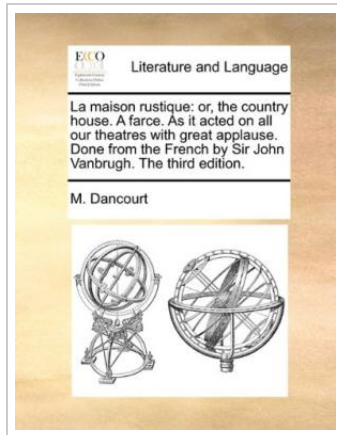 ECCO
Literature and Language
La maison rustique: or, the country
house. A farce. As it acted on all
our theatres with great applause.
Done from the French by Sir John
Vanbrugh. The third edition.
M. Dancourt